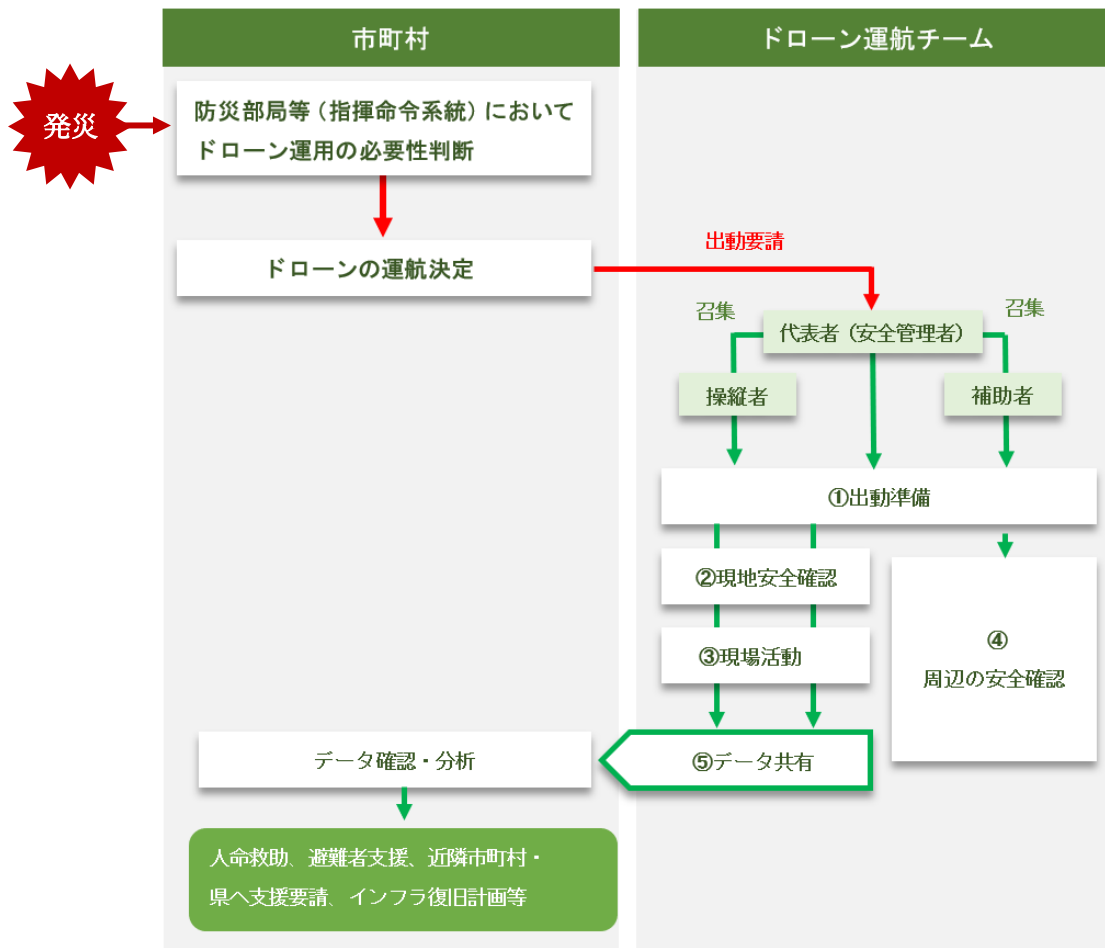 市町村
ドローン運航チーム
発災
防災部局等（指揮命令系統）において
ドローン運用の必要性判断
ドローンの運航決定
出動要請
召集
召集
代表者（安全管理者）
操縦者
補助者
①出動準備
②現地安全確認
③現場活動
④
周辺の安全確認
⑤データ共有
データ確認・分析
人命救助、避難者支援、近隣市町村・
県へ支援要請、インフラ復旧計画等